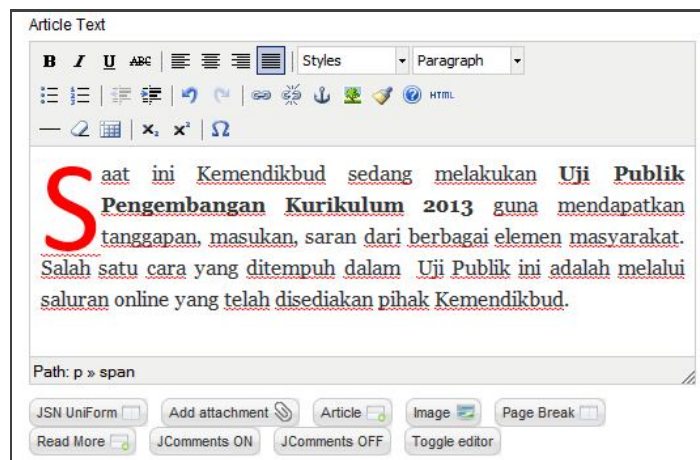 Article Text
B I U ABC Styles Paragraph
HTML
Saat ini Kemendikbud sedang melakukan Uji Publik
Pengembangan Kurikulum 2013 guna mendapatkan
tanggapan, masukan, saran dari berbagai elemen masyarakat.
Salah satu cara yang ditempuh dalam Uji Publik ini adalah melalui
saluran online yang telah disediakan pihak Kemendikbud.
Path: p » span
JSN UniForm Add attachment Article Image Page Break
Read More JComments ON JComments OFF Toggle editor